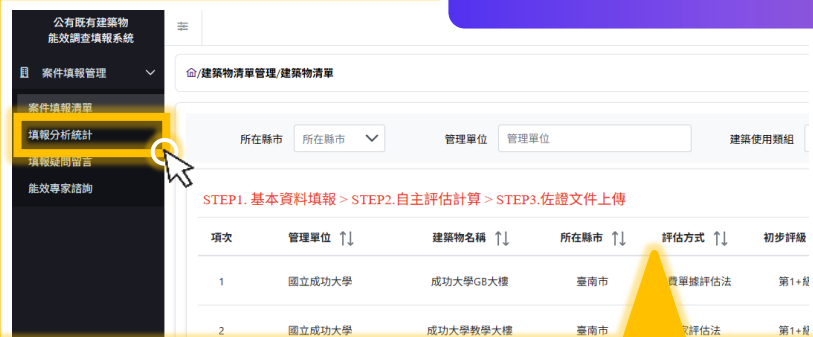 公有既有建築物
能效調查填報系統
案件填報管理
/建築物清單管理/建築物清單
案件填報清單
填報分析統計
填報疑問留言
能效專家諮詢
所在縣市 所在縣市 管理單位 管理單位 建築使用類組
STEP1. 基本資料填報 > STEP2.自主評估計算 > STEP3.佐證文件上傳
項次 管理單位 建築物名稱 所在縣市 評估方式 初步評級
1 國立成功大學 成功大學GB大樓 臺南市 費單據評估法 第1+級
2 國立成功大學 成功大學教學大樓 臺南市 評估法 第1+級